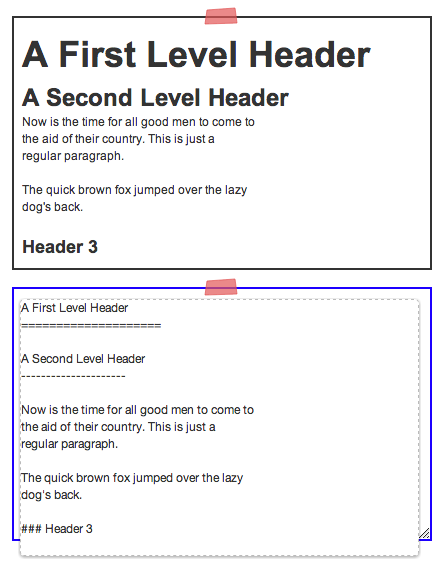 A First Level Header
A Second Level Header
Now is the time for all good men to come to
the aid of their country. This is just a
regular paragraph.
The quick brown fox jumped over the lazy
dog's back.
Header 3
A First Level Header
====================
A Second Level Header
---------------------
Now is the time for all good men to come to
the aid of their country. This is just a
regular paragraph.
The quick brown fox jumped over the lazy
dog's back.
### Header 3